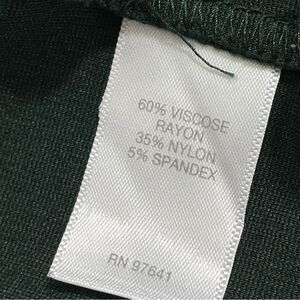 60% VISCOSE
RAYON
35% NYLON
5% SPANDEX
RN 97641